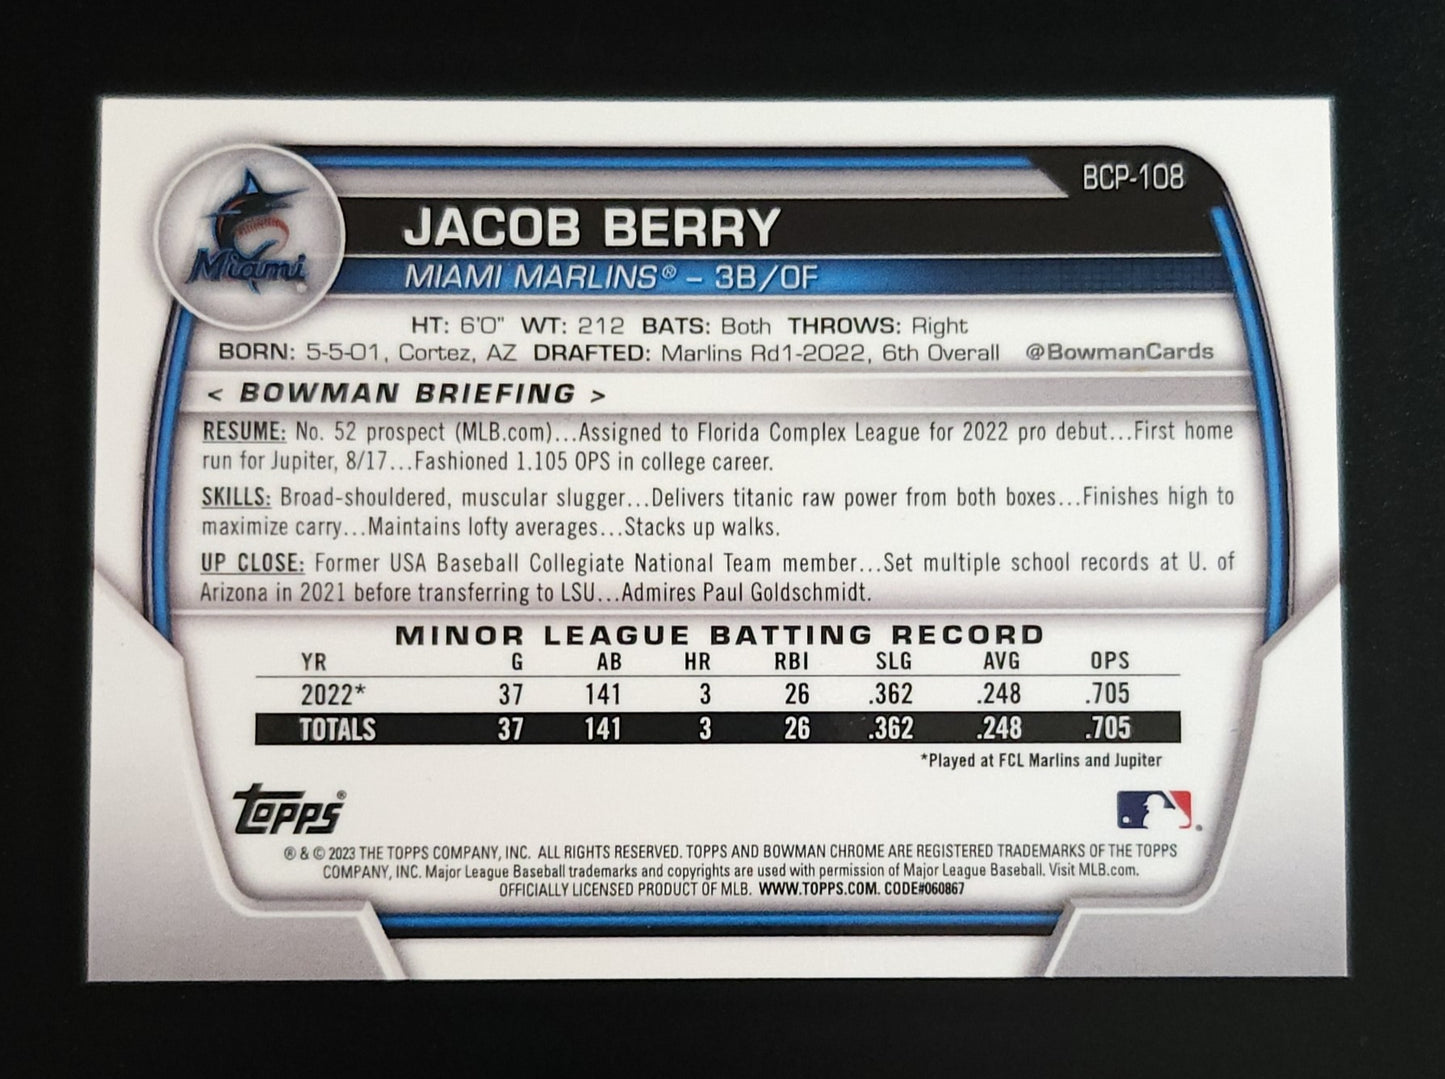 BCP-108
Miami
JACOB BERRY
MIAMI MARLINS® - 3B/OF
HT: 6'0" WT: 212 BATS: Both THROWS: Right
BORN: 5-5-01, Cortez, AZ DRAFTED: Marlins Rd1-2022, 6th Overall @BowmanCards
< BOWMAN BRIEFING >
RESUME: No. 52 prospect (MLB.com)...Assigned to Florida Complex League for 2022 pro debut...First home
run for Jupiter, 8/17...Fashioned 1.105 OPS in college career.
SKILLS: Broad-shouldered, muscular slugger...Delivers titanic raw power from both boxes...Finishes high to
maximize carry...Maintains lofty averages...Stacks up walks.
UP CLOSE: Former USA Baseball Collegiate National Team member...Set multiple school records at U. of
Arizona in 2021 before transferring to LSU...Admires Paul Goldschmidt.
MINOR LEAGUE BATTING RECORD
YR G AB HR RBI SLG AVG OPS
2022* 37 141 3 26 .362 .248 .705
TOTALS 37 141 3 26 .362 .248 .705
*Played at FCL Marlins and Jupiter
Topps®
® & © 2023 THE TOPPS COMPANY, INC. ALL RIGHTS RESERVED. TOPPS AND BOWMAN CHROME ARE REGISTERED TRADEMARKS OF THE TOPPS
COMPANY, INC. Major League Baseball trademarks and copyrights are used with permission of Major League Baseball. Visit MLB.com.
OFFICIALLY LICENSED PRODUCT OF MLB. WWW.TOPPS.COM. CODE#060867